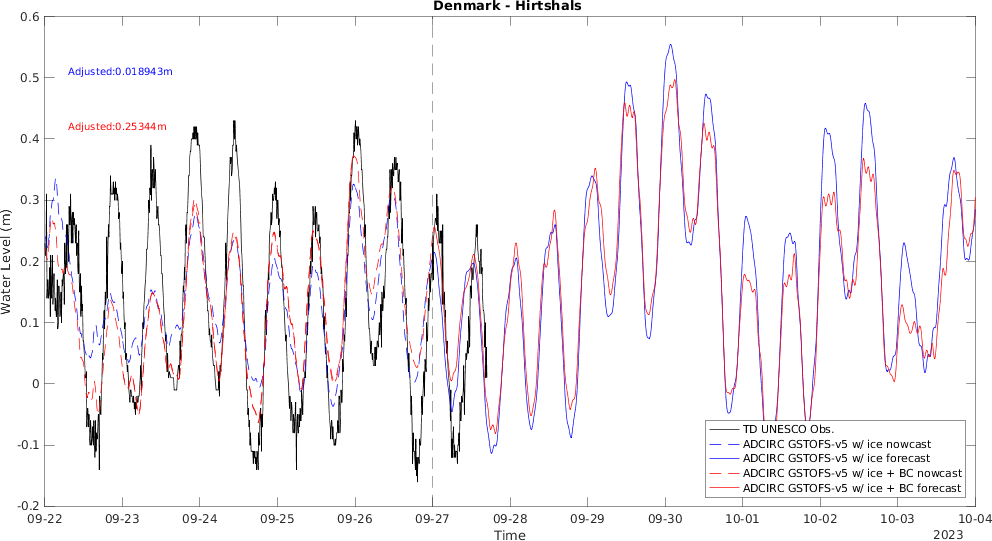 Denmark - Hirtshals
0.6
0.5
0.4
0.3
0.2
0.1
0
-0.1
-0.2
Water Level (m)
Adjusted:0.018943m
Adjusted:0.25344m
TD UNESCO Obs.
ADCIRC GSTOFS-v5 w/ ice nowcast
ADCIRC GSTOFS-v5 w/ ice forecast
ADCIRC GSTOFS-v5 w/ ice + BC nowcast
ADCIRC GSTOFS-v5 w/ ice + BC forecast
09-22 09-23 09-24 09-25 09-26 09-27 09-28 09-29 09-30 10-01 10-02 10-03 10-04
Time
2023